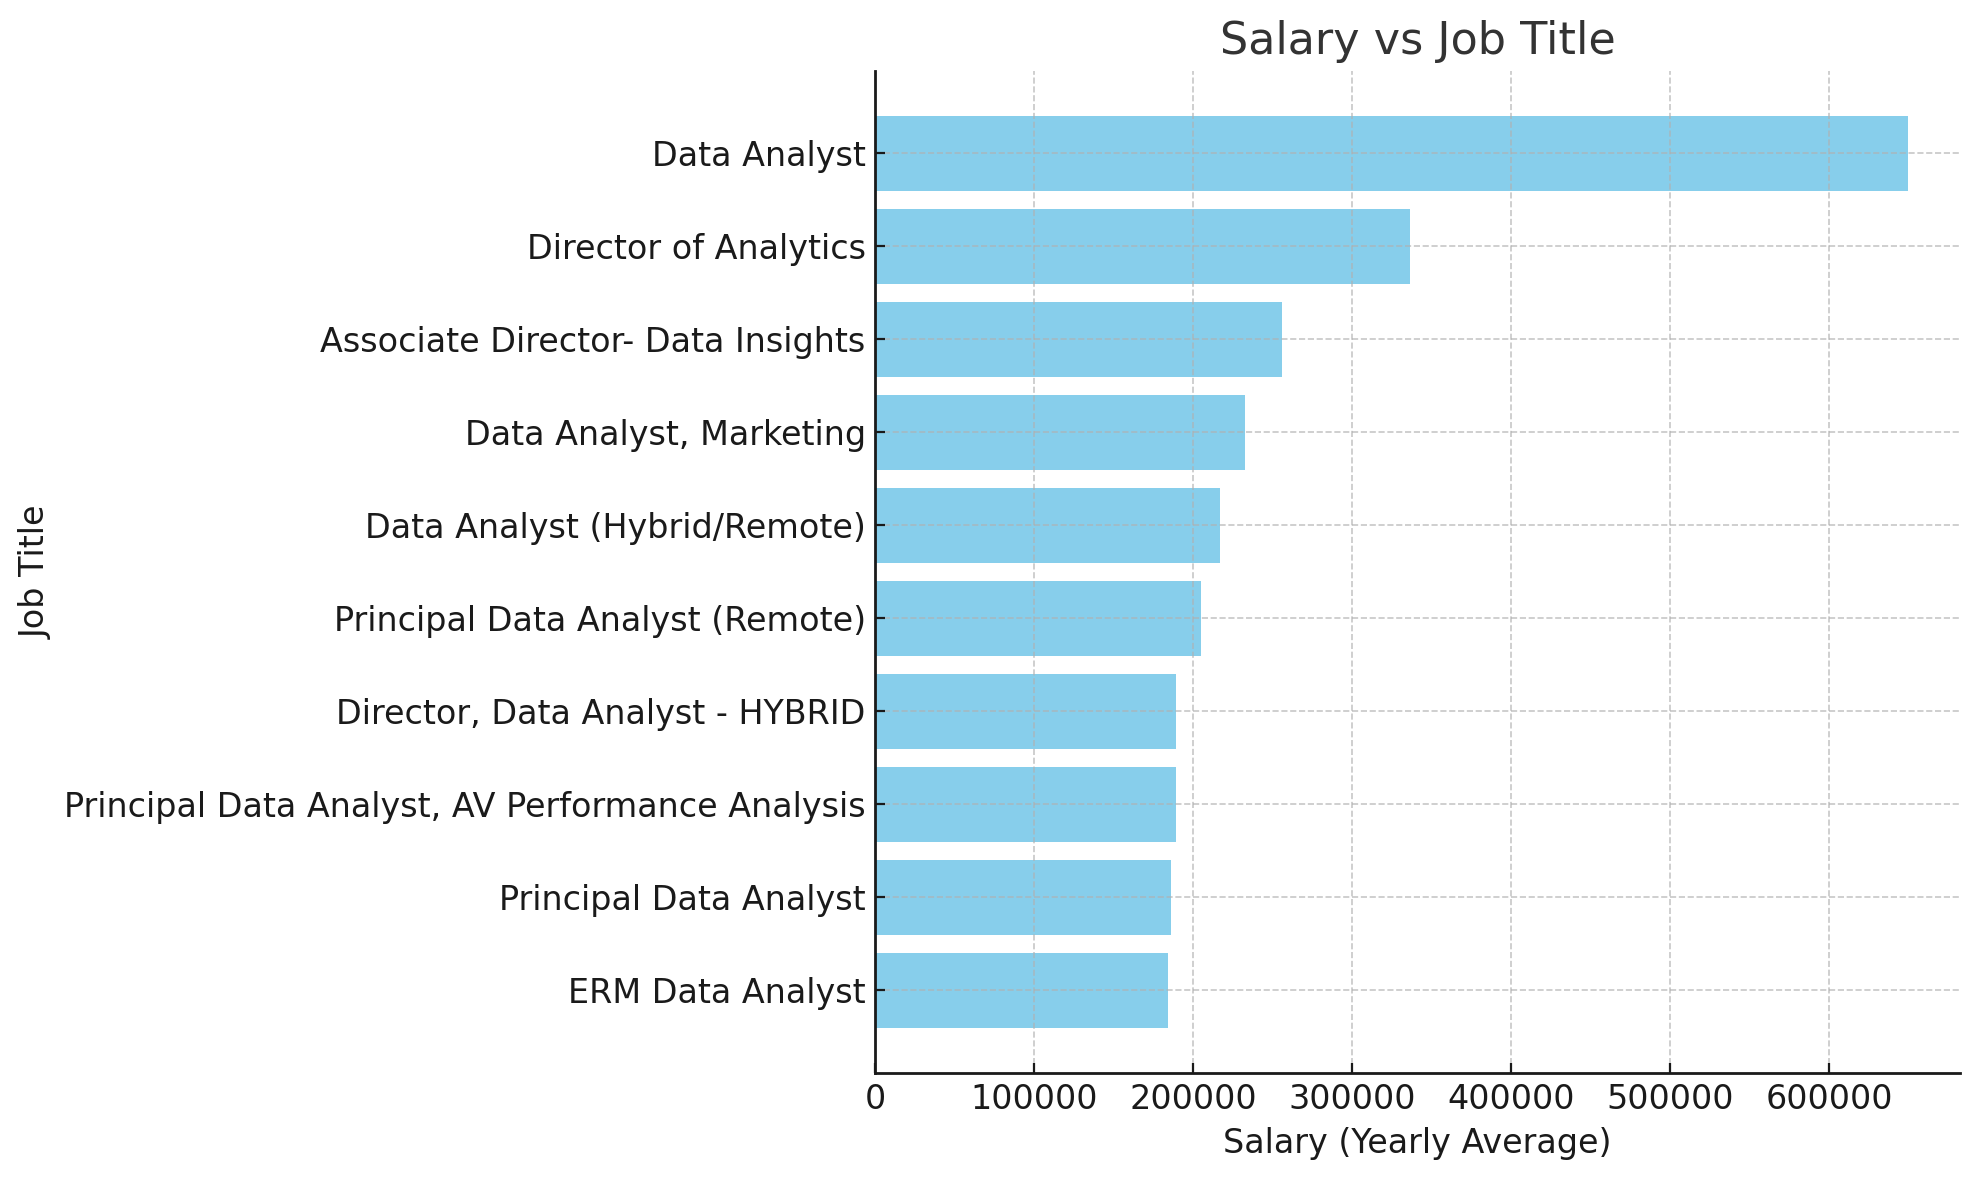 Salary vs Job Title
Job Title
Data Analyst
Director of Analytics
Associate Director- Data Insights
Data Analyst, Marketing
Data Analyst (Hybrid/Remote)
Principal Data Analyst (Remote)
Director, Data Analyst - HYBRID
Principal Data Analyst, AV Performance Analysis
Principal Data Analyst
ERM Data Analyst
0 100000 200000 300000 400000 500000 600000
Salary (Yearly Average)